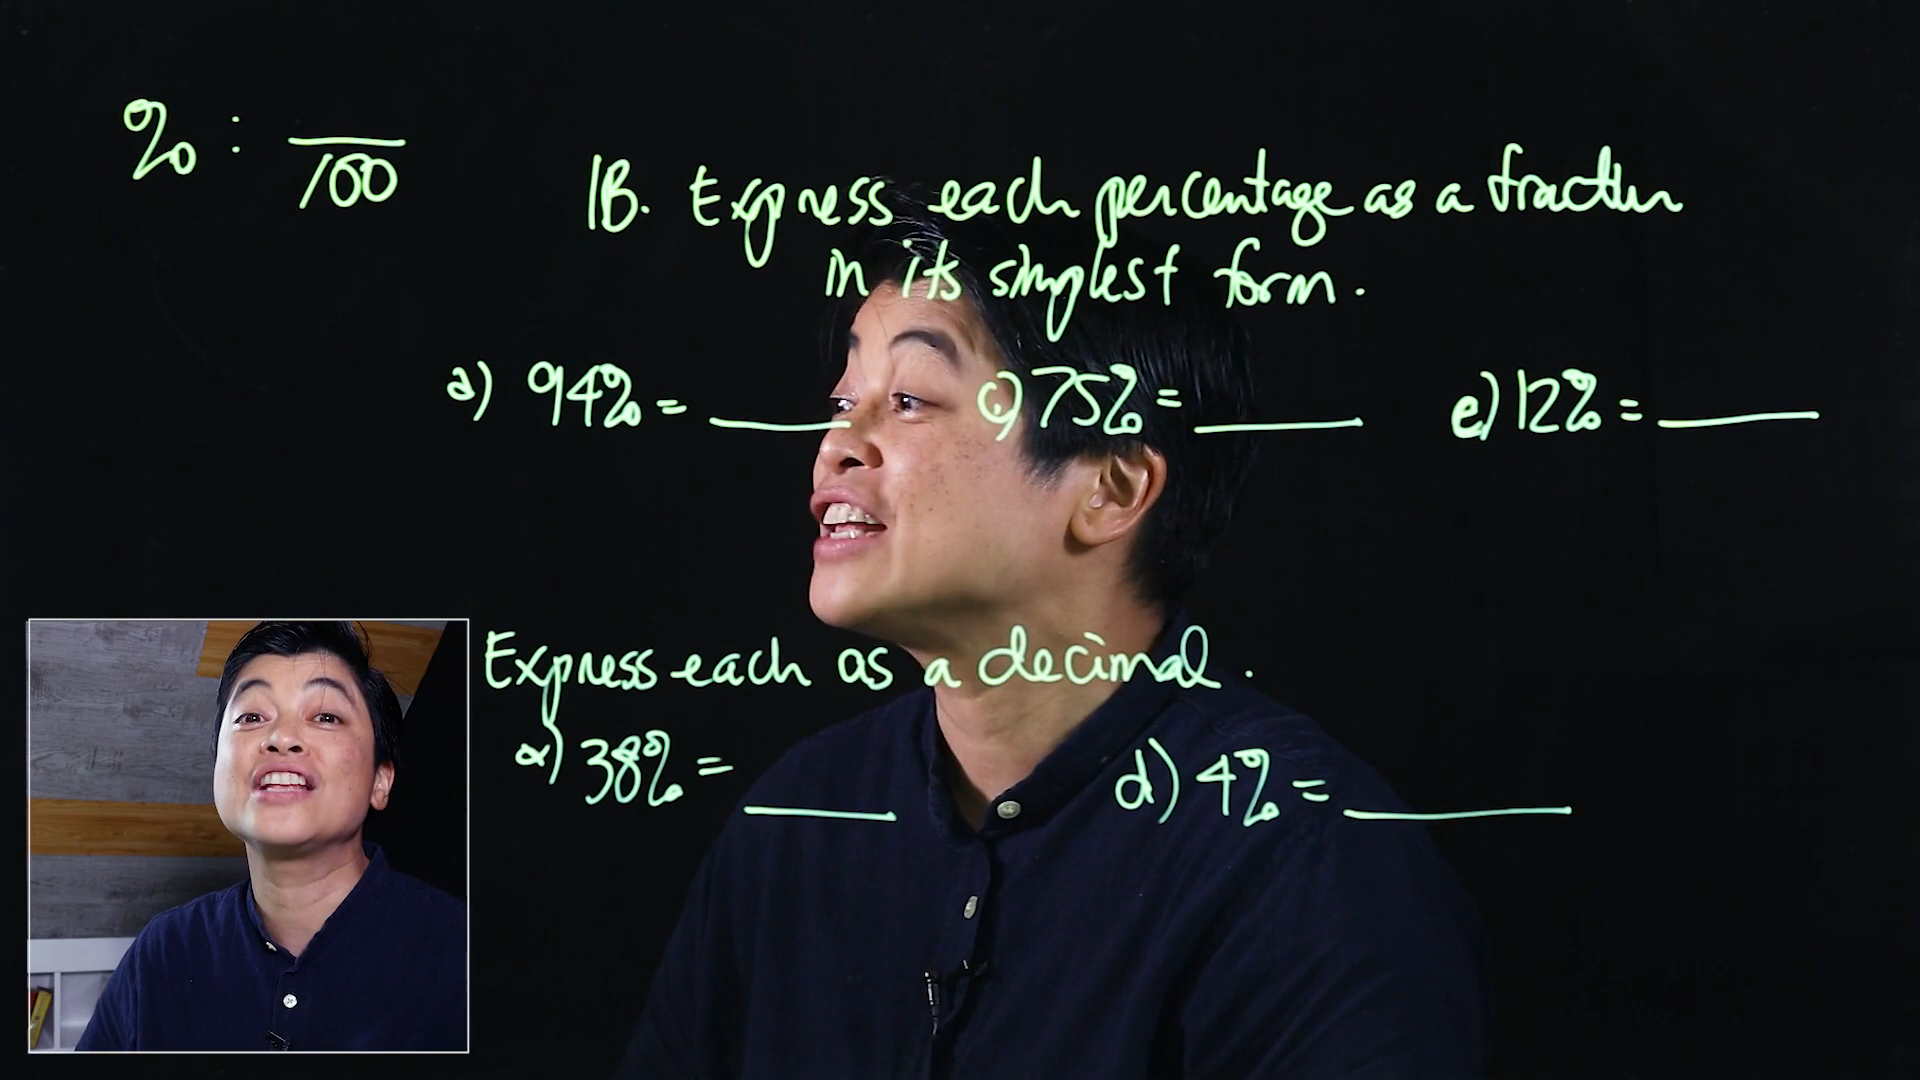 % : /100
1B. Express each percentage as a fraction
in its simplest form.
a) 94% = ____ c) 75% = ____ e) 12% = ____
Express each as a decimal.
a) 38% = ____ d) 4% = ____